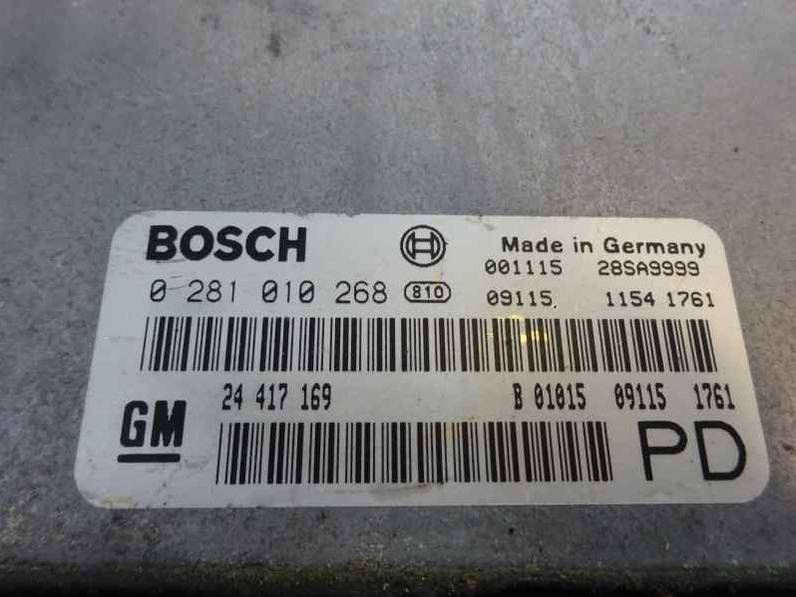 BOSCH Made in Germany
001115 28SA9999
0 281 010 268 810 09115 1154 1761
24 417 169 B 01015 09115 1761
GM PD